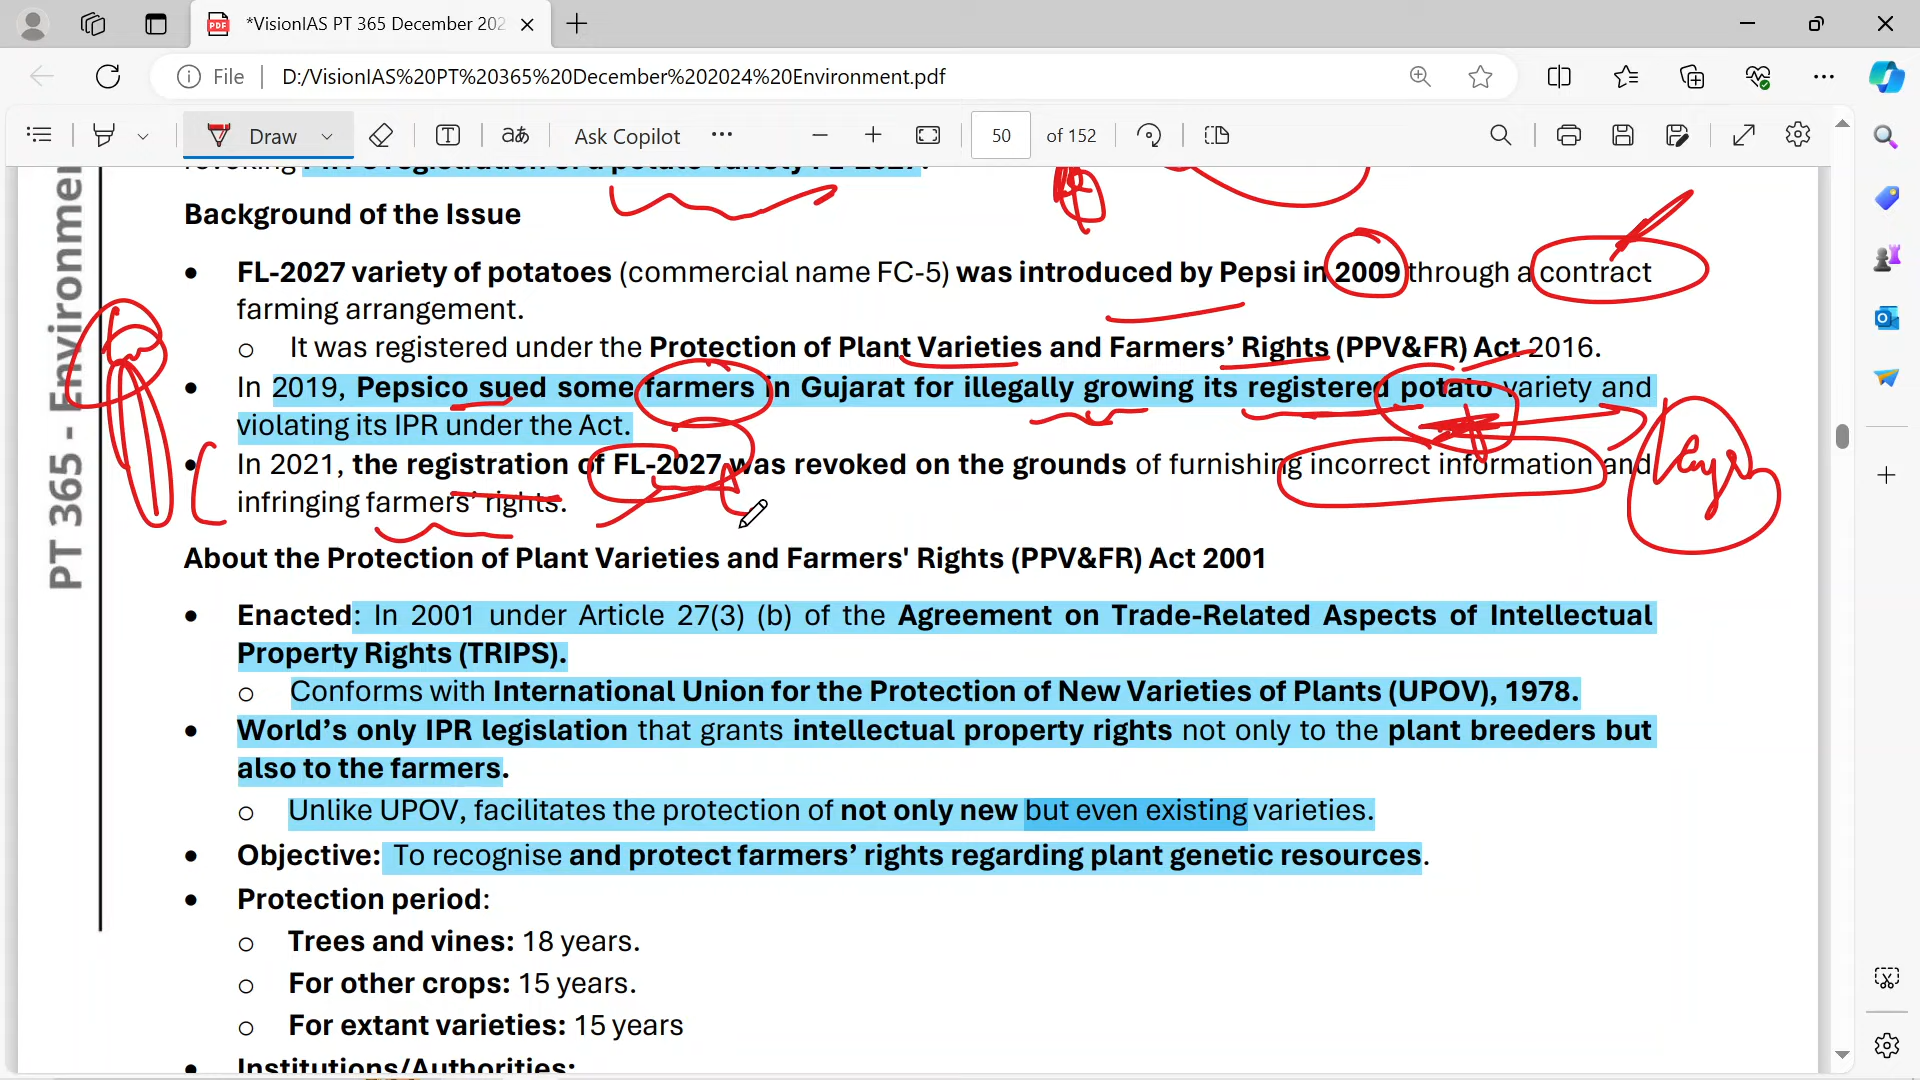 *VisionIAS PT 365 December 202
File
D:/VisionIAS%20PT%20365%20December%202024%20Environment.pdf
Draw
Ask Copilot
50 of 152
PT 365 - Environme
revoking registration of a potato variety FL-2027.
Background of the Issue
FL-2027 variety of potatoes (commercial name FC-5) was introduced by Pepsi in 2009 through a contract
farming arrangement.
It was registered under the Protection of Plant Varieties and Farmers’ Rights (PPV&FR) Act 2016.
In 2019, Pepsico sued some farmers in Gujarat for illegally growing its registered potato variety and
violating its IPR under the Act.
In 2021, the registration of FL-2027 was revoked on the grounds of furnishing incorrect information and
infringing farmers’ rights.
About the Protection of Plant Varieties and Farmers' Rights (PPV&FR) Act 2001
Enacted: In 2001 under Article 27(3) (b) of the Agreement on Trade-Related Aspects of Intellectual
Property Rights (TRIPS).
Conforms with International Union for the Protection of New Varieties of Plants (UPOV), 1978.
World’s only IPR legislation that grants intellectual property rights not only to the plant breeders but
also to the farmers.
Unlike UPOV, facilitates the protection of not only new but even existing varieties.
Objective: To recognise and protect farmers’ rights regarding plant genetic resources.
Protection period:
Trees and vines: 18 years.
For other crops: 15 years.
For extant varieties: 15 years
Institutions/Authorities: